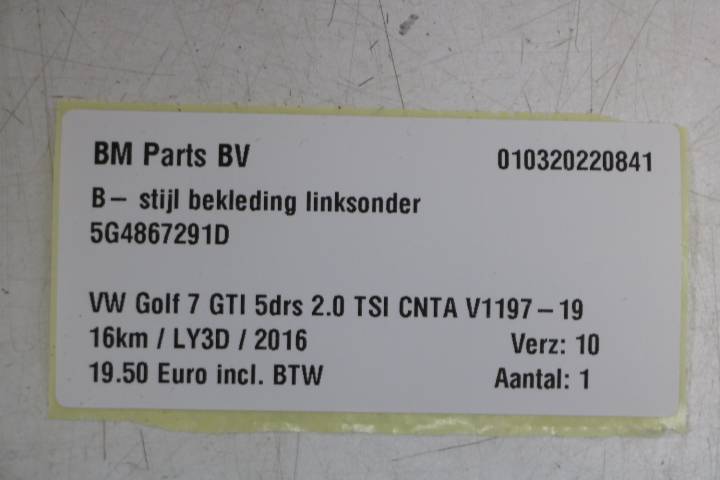 BM Parts BV 010320220841
B- stijl bekleding linksonder
5G4867291D
VW Golf 7 GTI 5drs 2.0 TSI CNTA V1197-19
16km / LY3D / 2016 Verz: 10
19.50 Euro incl. BTW Aantal: 1